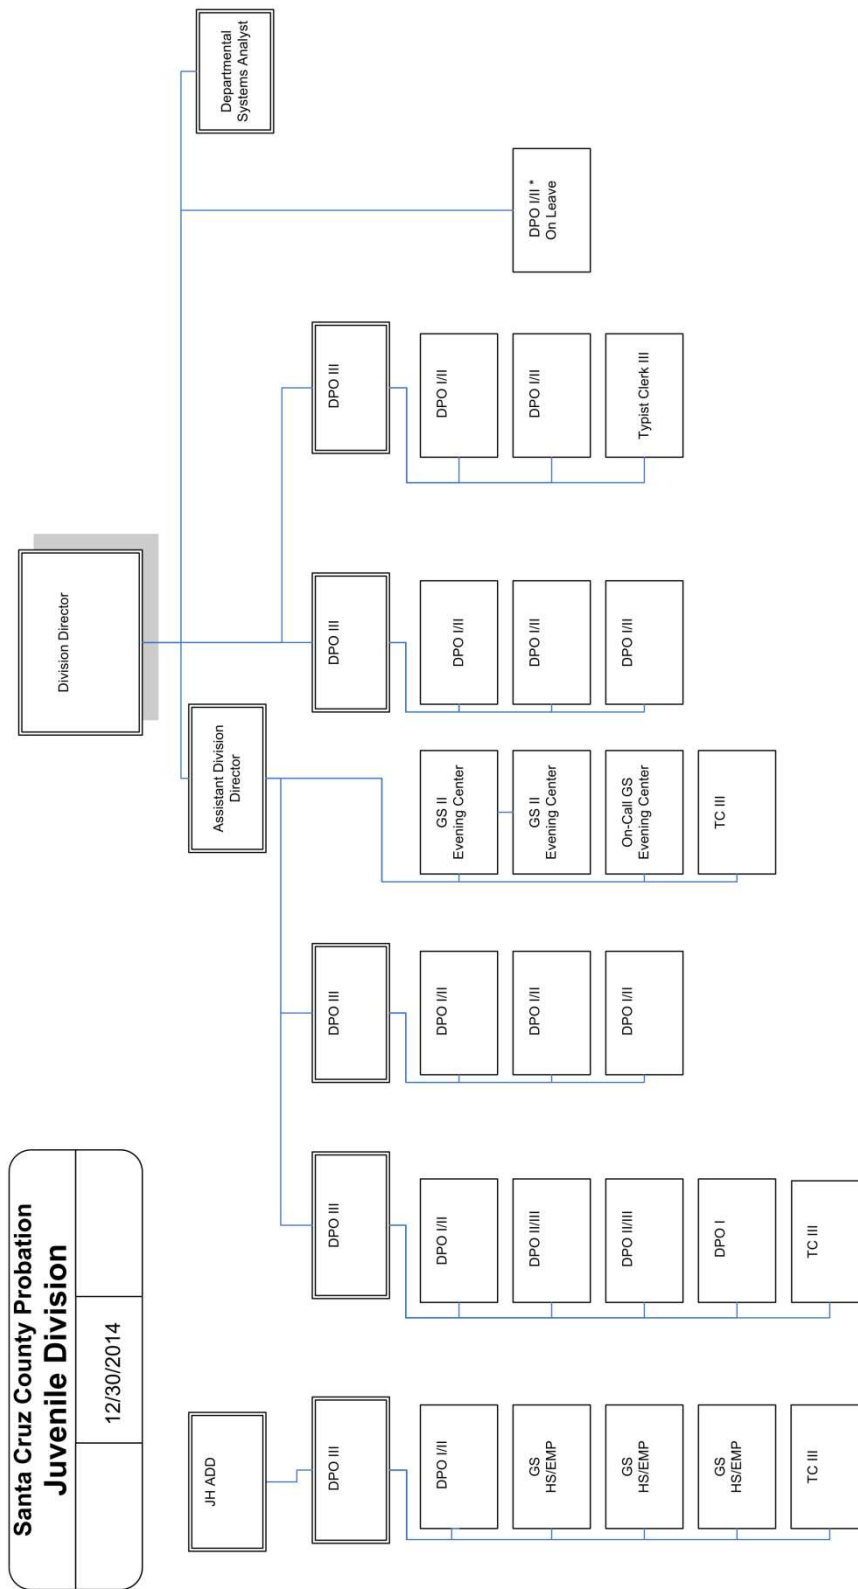 Santa Cruz County Probation
Juvenile Division
12/30/2014
Division Director
Departmental
Systems Analyst
Assistant Division
Director
JH ADD
DPO III
DPO I/II
GS
HS/EMP
GS
HS/EMP
GS
HS/EMP
TC III
DPO III
DPO I/II
DPO II/III
DPO II/III
DPO I
TC III
DPO III
DPO I/II
DPO I/II
DPO I/II
GS II
Evening Center
GS II
Evening Center
On-Call GS
Evening Center
TC III
DPO III
DPO I/II
DPO I/II
DPO I/II
DPO III
DPO I/II
DPO I/II
Typist Clerk III
DPO I/II *
On Leave